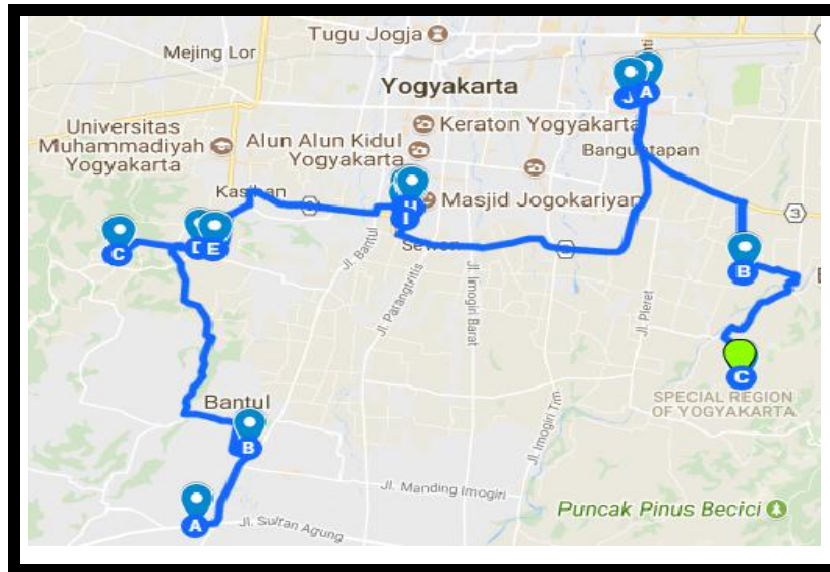 Tugu Jogja
Mejing Lor
Yogyakarta
J
A
Universitas
Muhammadiyah
Yogyakarta
Alun Alun Kidul
Yogyakarta
Keraton Yogyakarta
Banguntapan
Kasihan
Masjid Jogokariyan
H
I
3
C
D
E
Sewon
B
Jl. Bantul
Jl. Parangtritis
Jl. Imogiri Barat
Jl. Pleret
C
SPECIAL REGION
OF YOGYAKARTA
Bantul
B
Jl. Imogiri Tim
Jl. Manding Imogiri
A
Jl. Sultan Agung
Puncak Pinus Becici